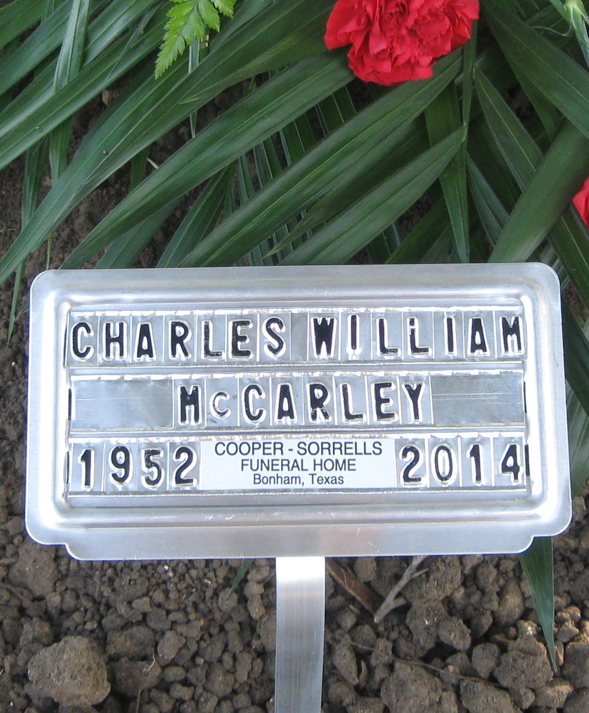 CHARLES WILLIAM
McCARLEY
1952 COOPER - SORRELLS 2014
FUNERAL HOME
Bonham, Texas